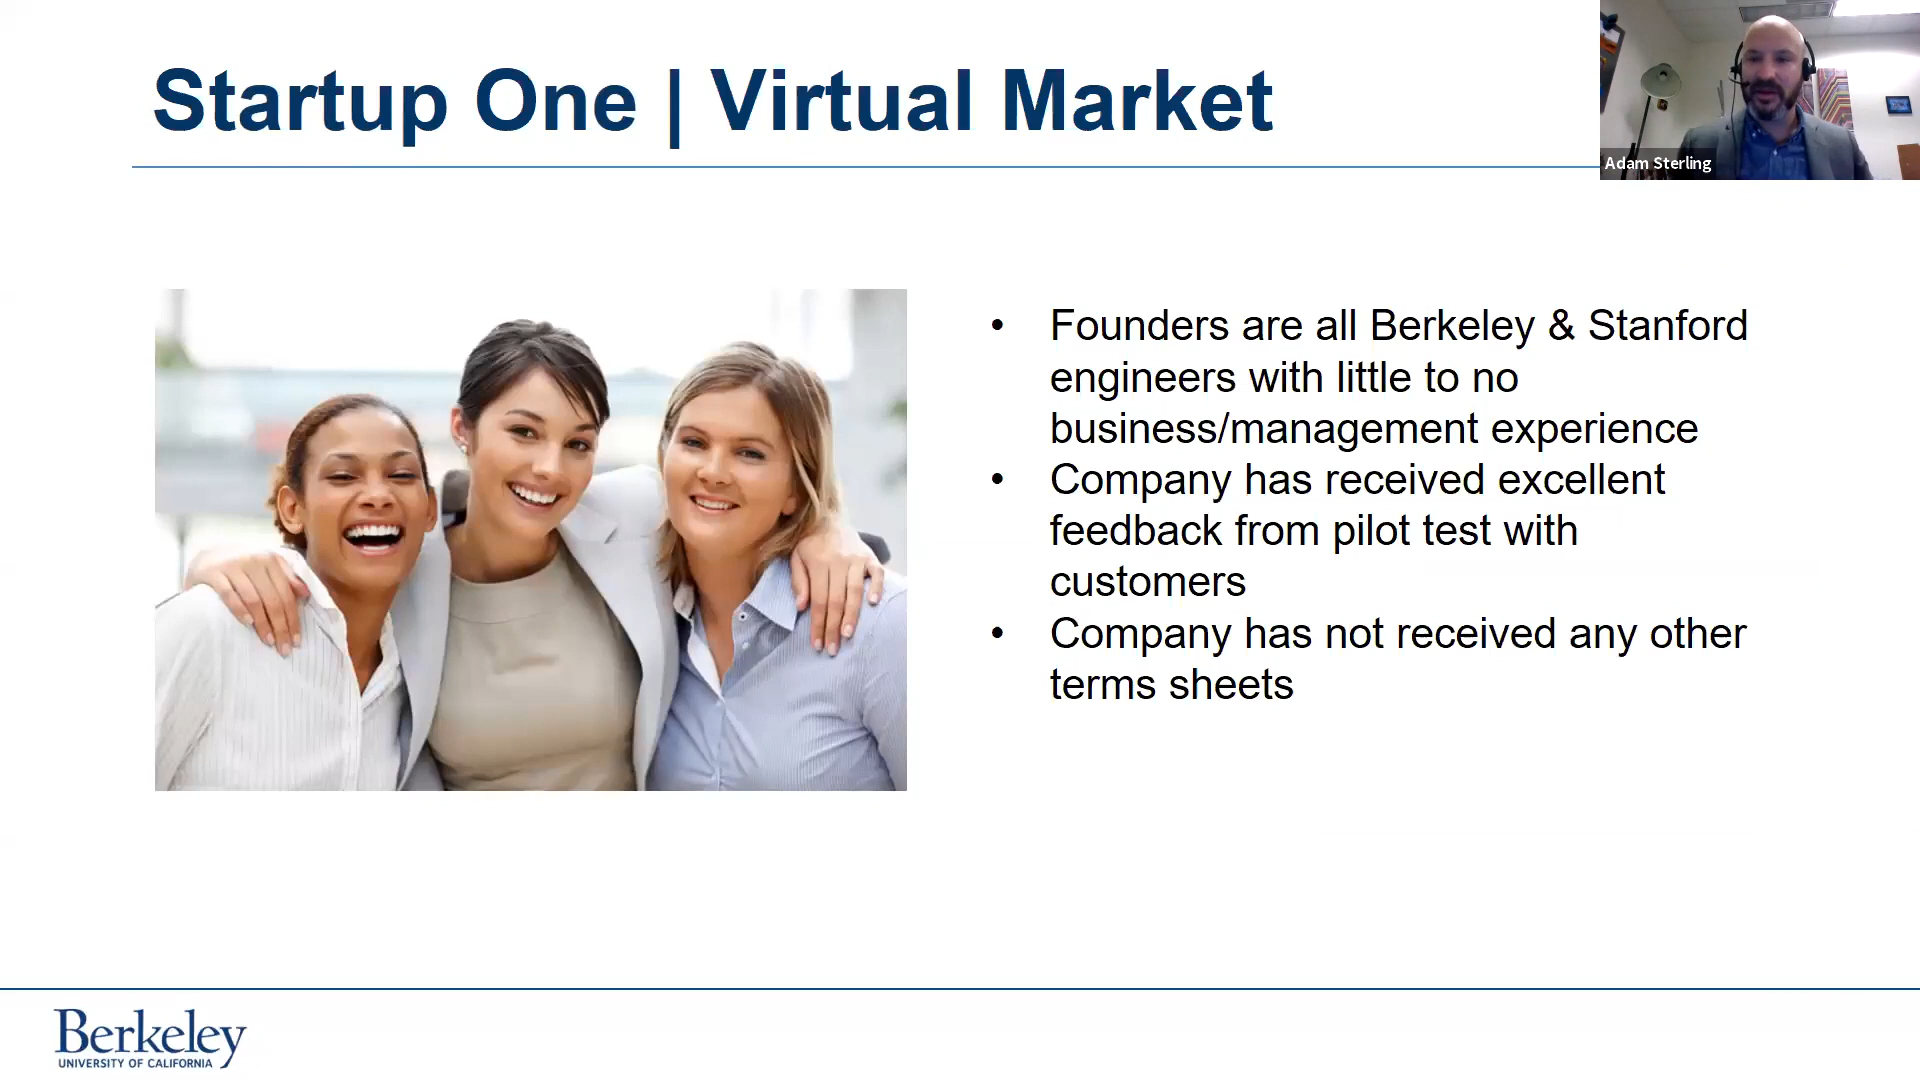 Startup One | Virtual Market
Adam Sterling
• Founders are all Berkeley & Stanford
engineers with little to no
business/management experience
• Company has received excellent
feedback from pilot test with
customers
• Company has not received any other
terms sheets
Berkeley
UNIVERSITY OF CALIFORNIA